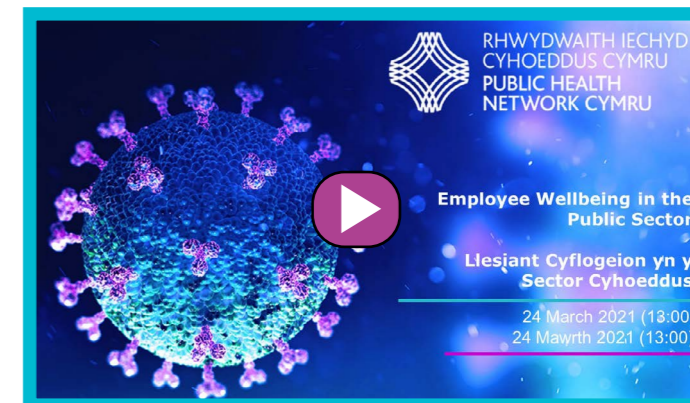 RHWYDWAITH IECHYD
CYHOEDDUS CYMRU
PUBLIC HEALTH
NETWORK CYMRU
Employee Wellbeing in the
Public Sector
Llesiant Cyflogeion yn y
Sector Cyhoeddus
24 March 2021 (13:00
24 Mawrth 2021 (13:00